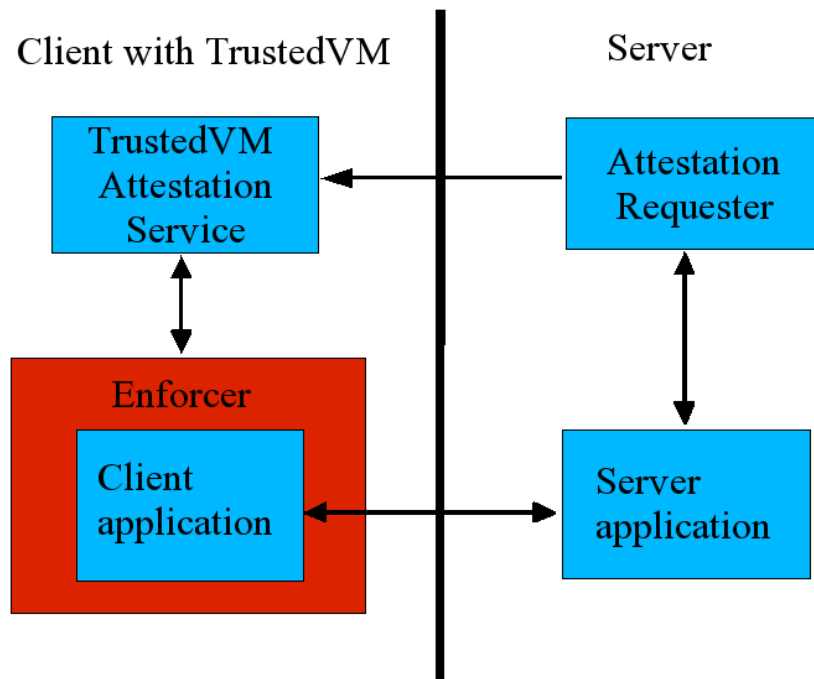 Client with TrustedVM
Server
TrustedVM
Attestation
Service
Attestation
Requester
Enforcer
Client
application
Server
application